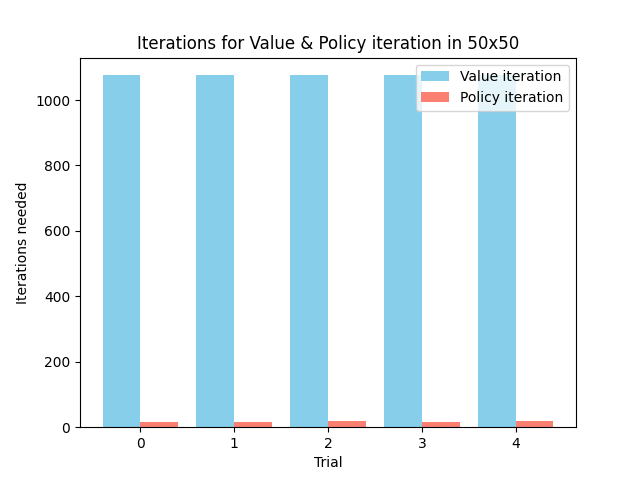 Iterations for Value & Policy iteration in 50x50
Value iteration
Policy iteration
Iterations needed
1000
800
600
400
200
0
0 1 2 3 4
Trial